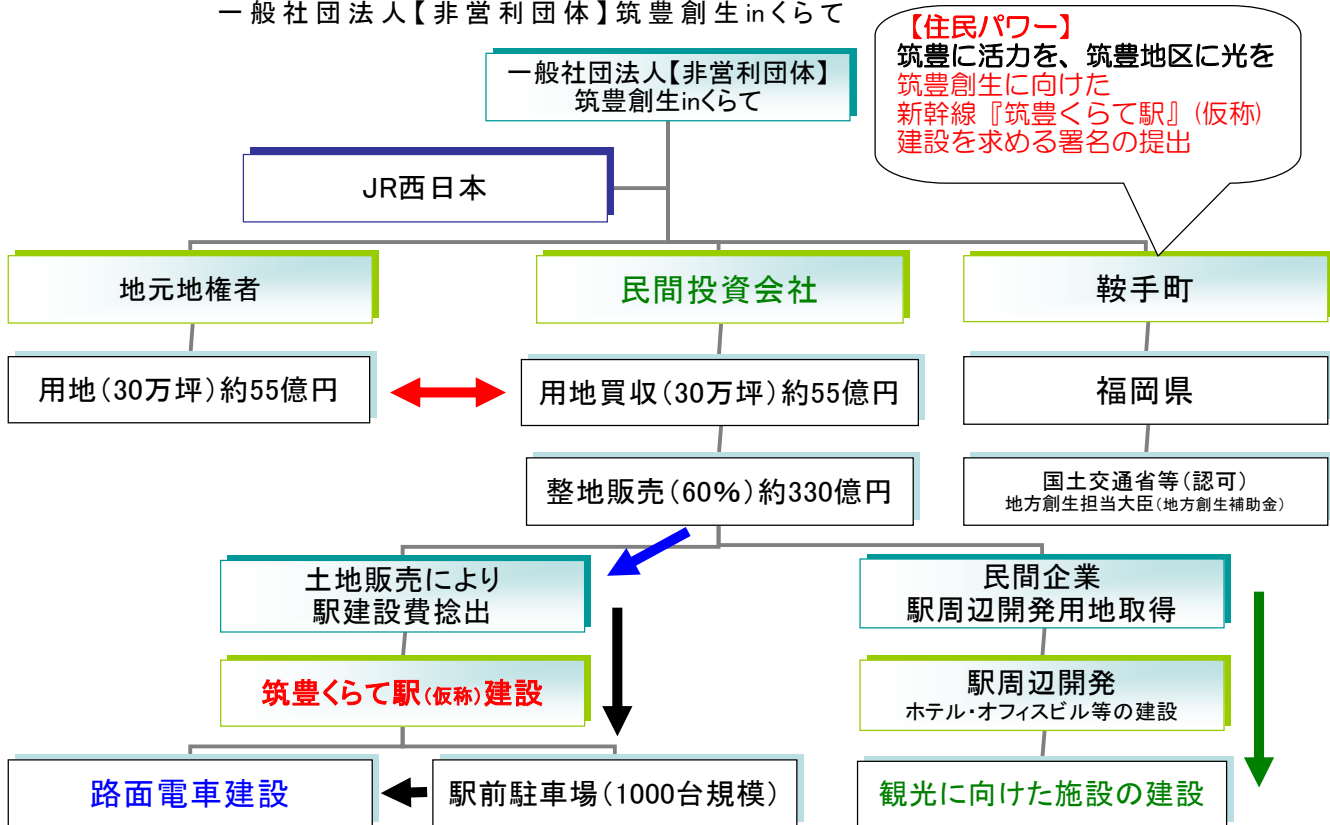 一般社団法人【非営利団体】筑豊創生inくらて
【住民パワー】
筑豊に活力を、筑豊地区に光を
筑豊創生に向けた
新幹線『筑豊くらて駅』(仮称)
建設を求める署名の提出
一般社団法人【非営利団体】
筑豊創生inくらて
JR西日本
地元地権者
民間投資会社
鞍手町
用地(30万坪)約55億円
用地買収(30万坪)約55億円
福岡県
整地販売(60%)約330億円
国土交通省等(認可)
地方創生担当大臣(地方創生補助金)
土地販売により
駅建設費捻出
民間企業
駅周辺開発用地取得
筑豊くらて駅(仮称)建設
駅周辺開発
ホテル・オフィスビル等の建設
路面電車建設
駅前駐車場(1000台規模)
観光に向けた施設の建設